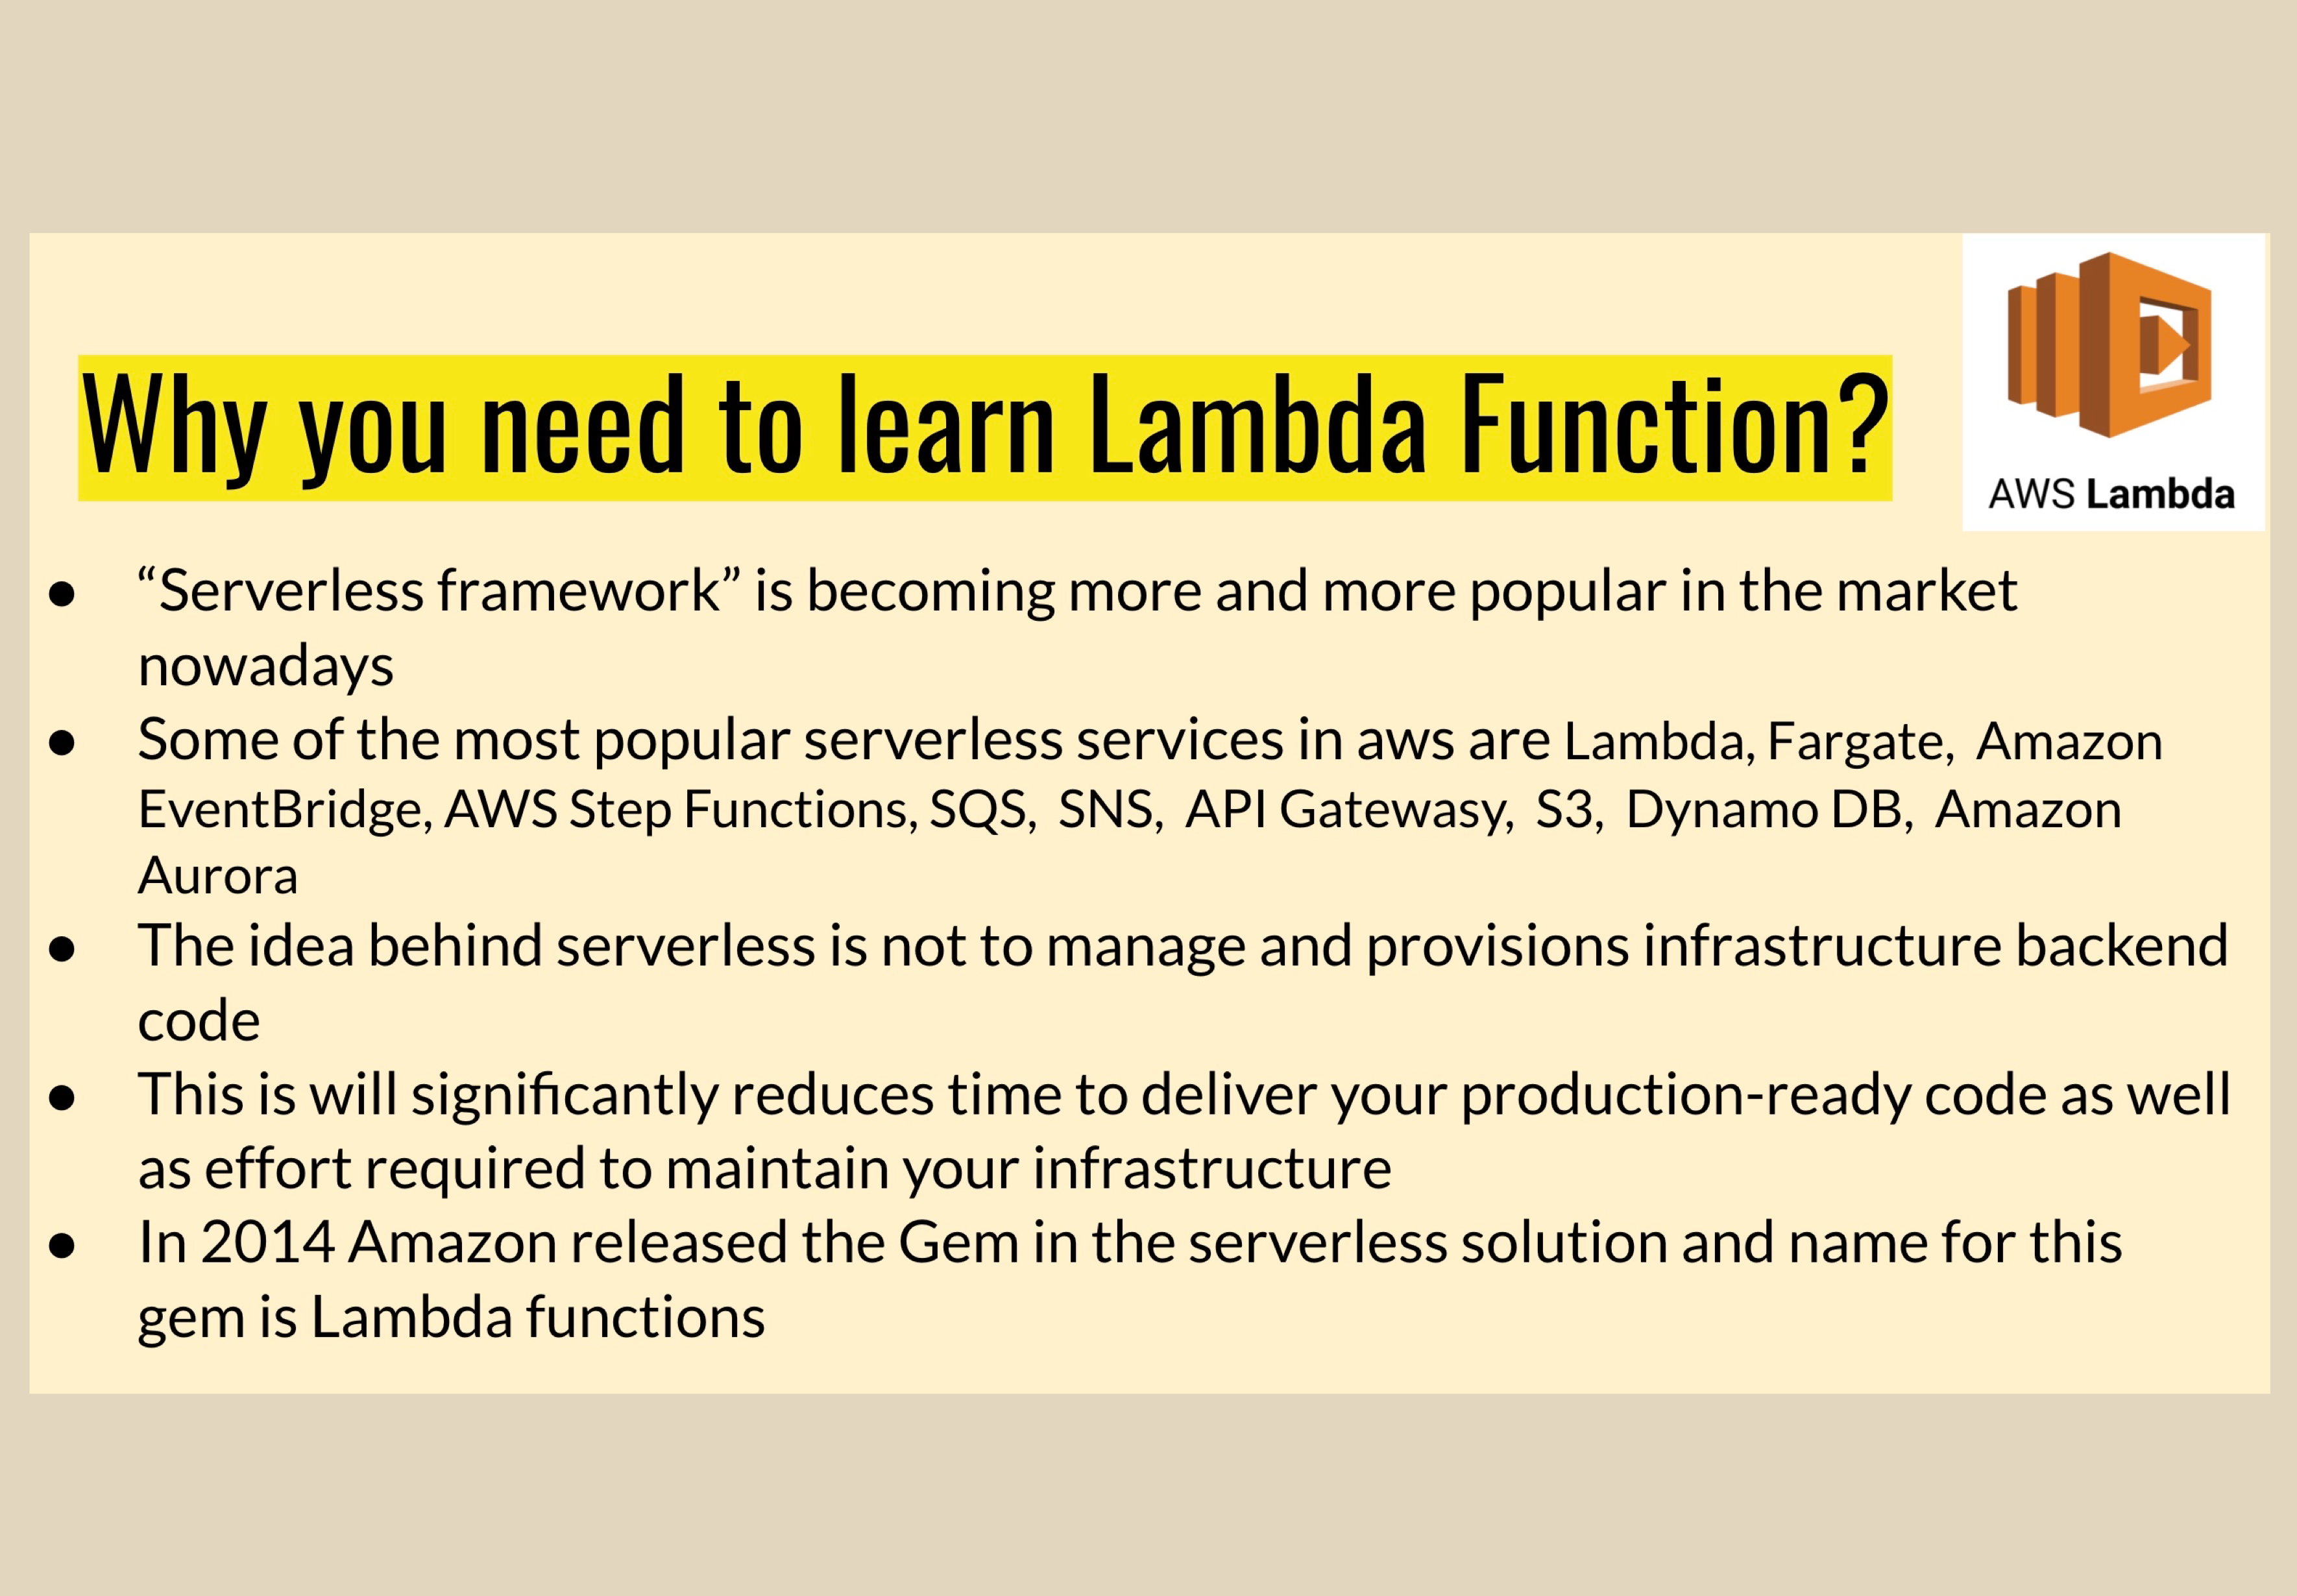 Why you need to learn Lambda Function?
AWS Lambda
● “Serverless framework” is becoming more and more popular in the market
nowadays
● Some of the most popular serverless services in aws are Lambda, Fargate, Amazon
EventBridge, AWS Step Functions, SQS, SNS, API Gatewasy, S3, Dynamo DB, Amazon
Aurora
● The idea behind serverless is not to manage and provisions infrastructure backend
code
● This is will significantly reduces time to deliver your production-ready code as well
as effort required to maintain your infrastructure
● In 2014 Amazon released the Gem in the serverless solution and name for this
gem is Lambda functions